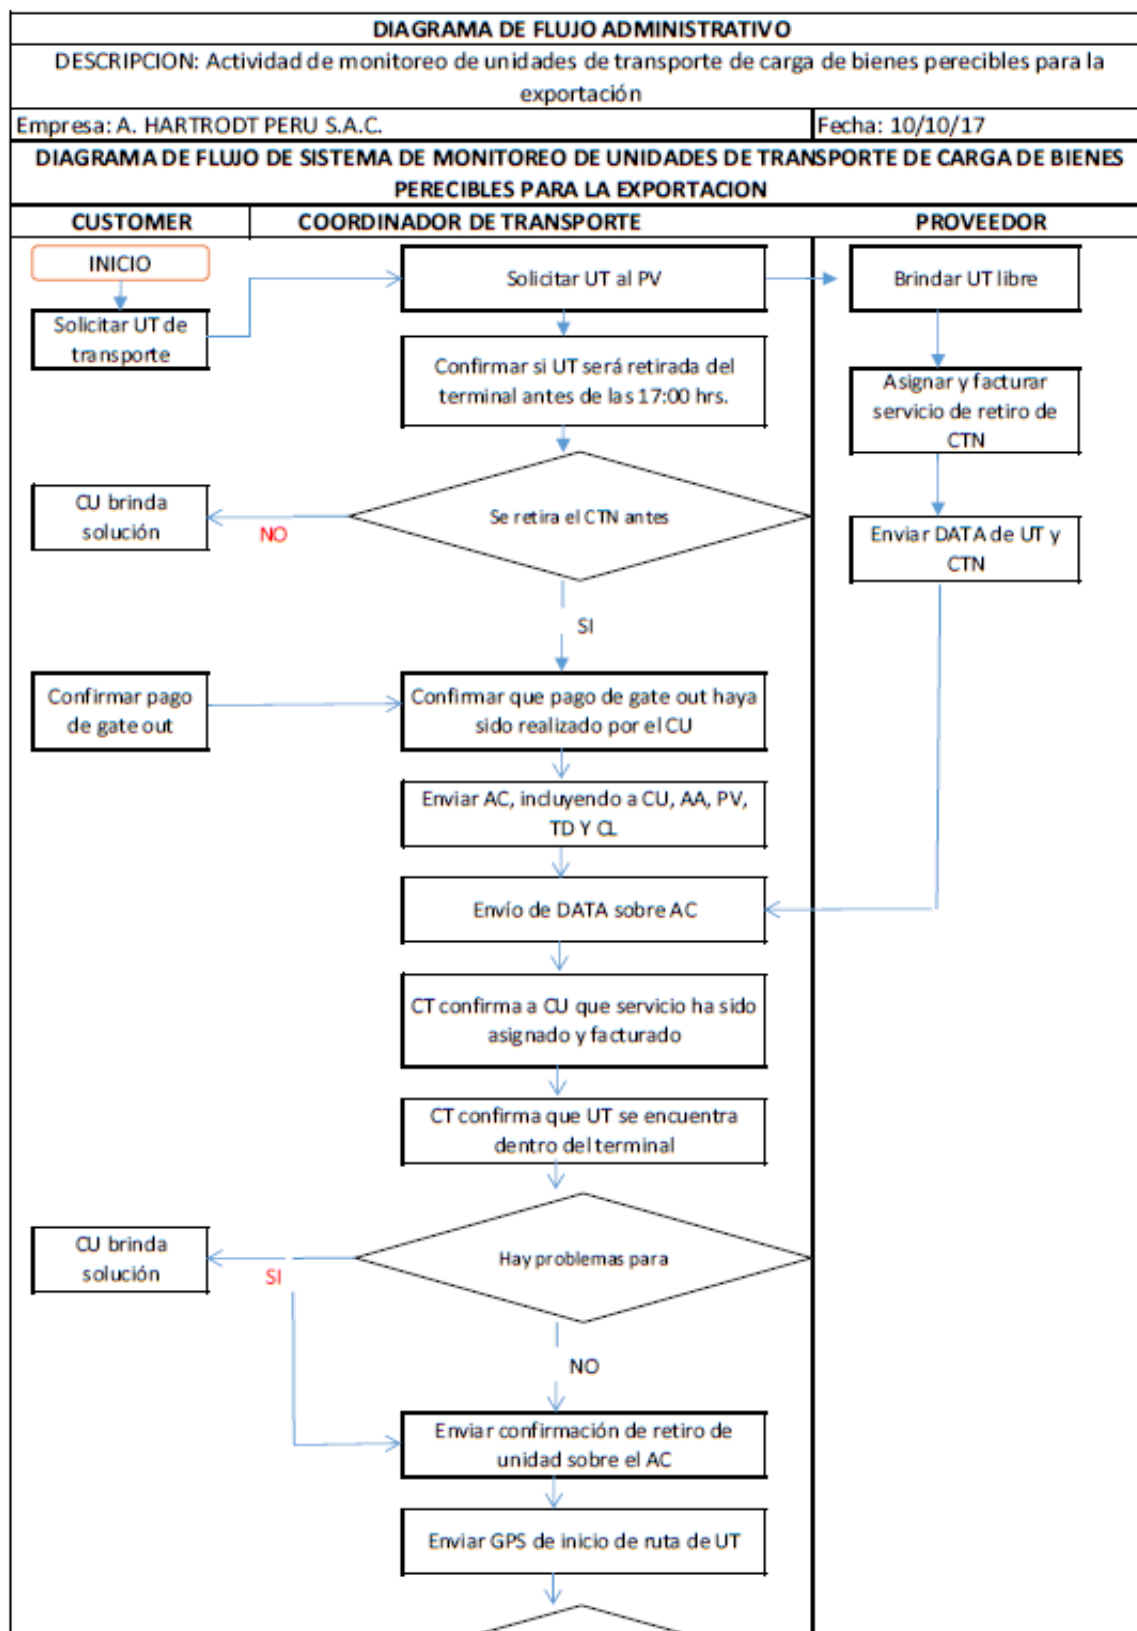 DIAGRAMA DE FLUJO ADMINISTRATIVO
DESCRIPCION: Actividad de monitoreo de unidades de transporte de carga de bienes perecibles para la
exportación
Empresa: A. HARTRODT PERU S.A.C.
Fecha: 10/10/17
DIAGRAMA DE FLUJO DE SISTEMA DE MONITOREO DE UNIDADES DE TRANSPORTE DE CARGA DE BIENES
PERECIBLES PARA LA EXPORTACION
CUSTOMER
COORDINADOR DE TRANSPORTE
PROVEEDOR
INICIO
Solicitar UT al PV
Brindar UT libre
Solicitar UT de
transporte
Confirmar si UT será retirada del
terminal antes de las 17:00 hrs.
Asignar y facturar
servicio de retiro de
CTN
CU brinda
solución
NO
Se retira el CTN antes
Enviar DATA de UT y
CTN
SI
Confirmar pago
de gate out
Confirmar que pago de gate out haya
sido realizado por el CU
Enviar AC, incluyendo a CU, AA, PV,
TD Y CL
Envío de DATA sobre AC
CT confirma a CU que servicio ha sido
asignado y facturado
CT confirma que UT se encuentra
dentro del terminal
CU brinda
solución
SI
Hay problemas para
NO
Enviar confirmación de retiro de
unidad sobre el AC
Enviar GPS de inicio de ruta de UT